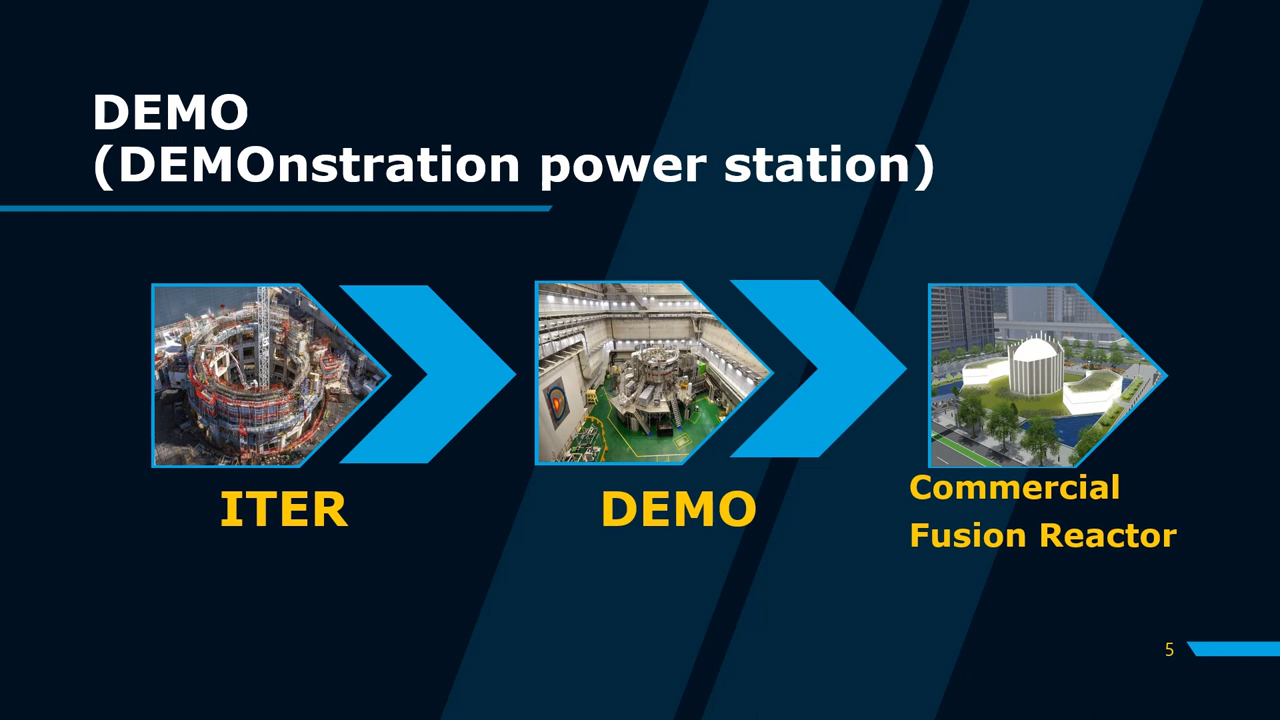 DEMO
(DEMOnstration power station)
ITER
DEMO
Commercial
Fusion Reactor
5